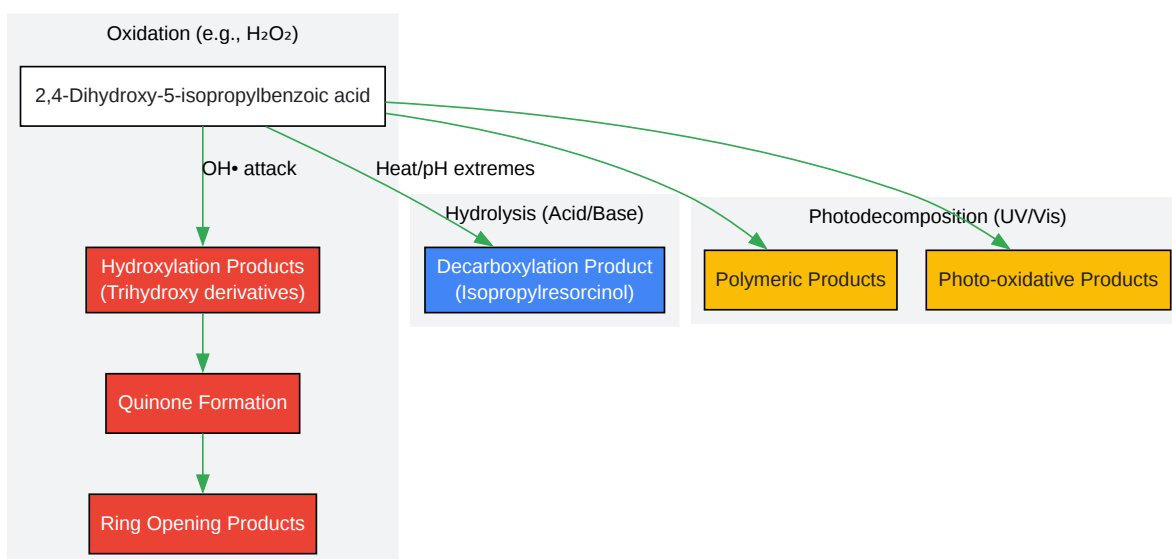 Oxidation (e.g., H₂O₂)
2,4-Dihydroxy-5-isopropylbenzoic acid
OH• attack
Heat/pH extremes
Hydrolysis (Acid/Base)
Photodecomposition (UV/Vis)
Hydroxylation Products
(Trihydroxy derivatives)
Decarboxylation Product
(Isopropylresorcinol)
Polymeric Products
Photo-oxidative Products
Quinone Formation
Ring Opening Products